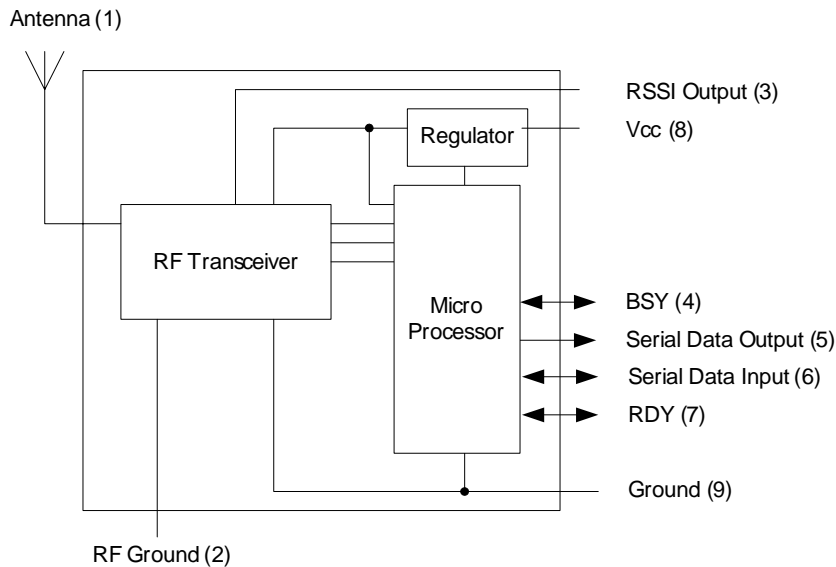 Antenna (1)
RSSI Output (3)
Regulator
Vcc (8)
RF Transceiver
Micro
Processor
BSY (4)
Serial Data Output (5)
Serial Data Input (6)
RDY (7)
Ground (9)
RF Ground (2)